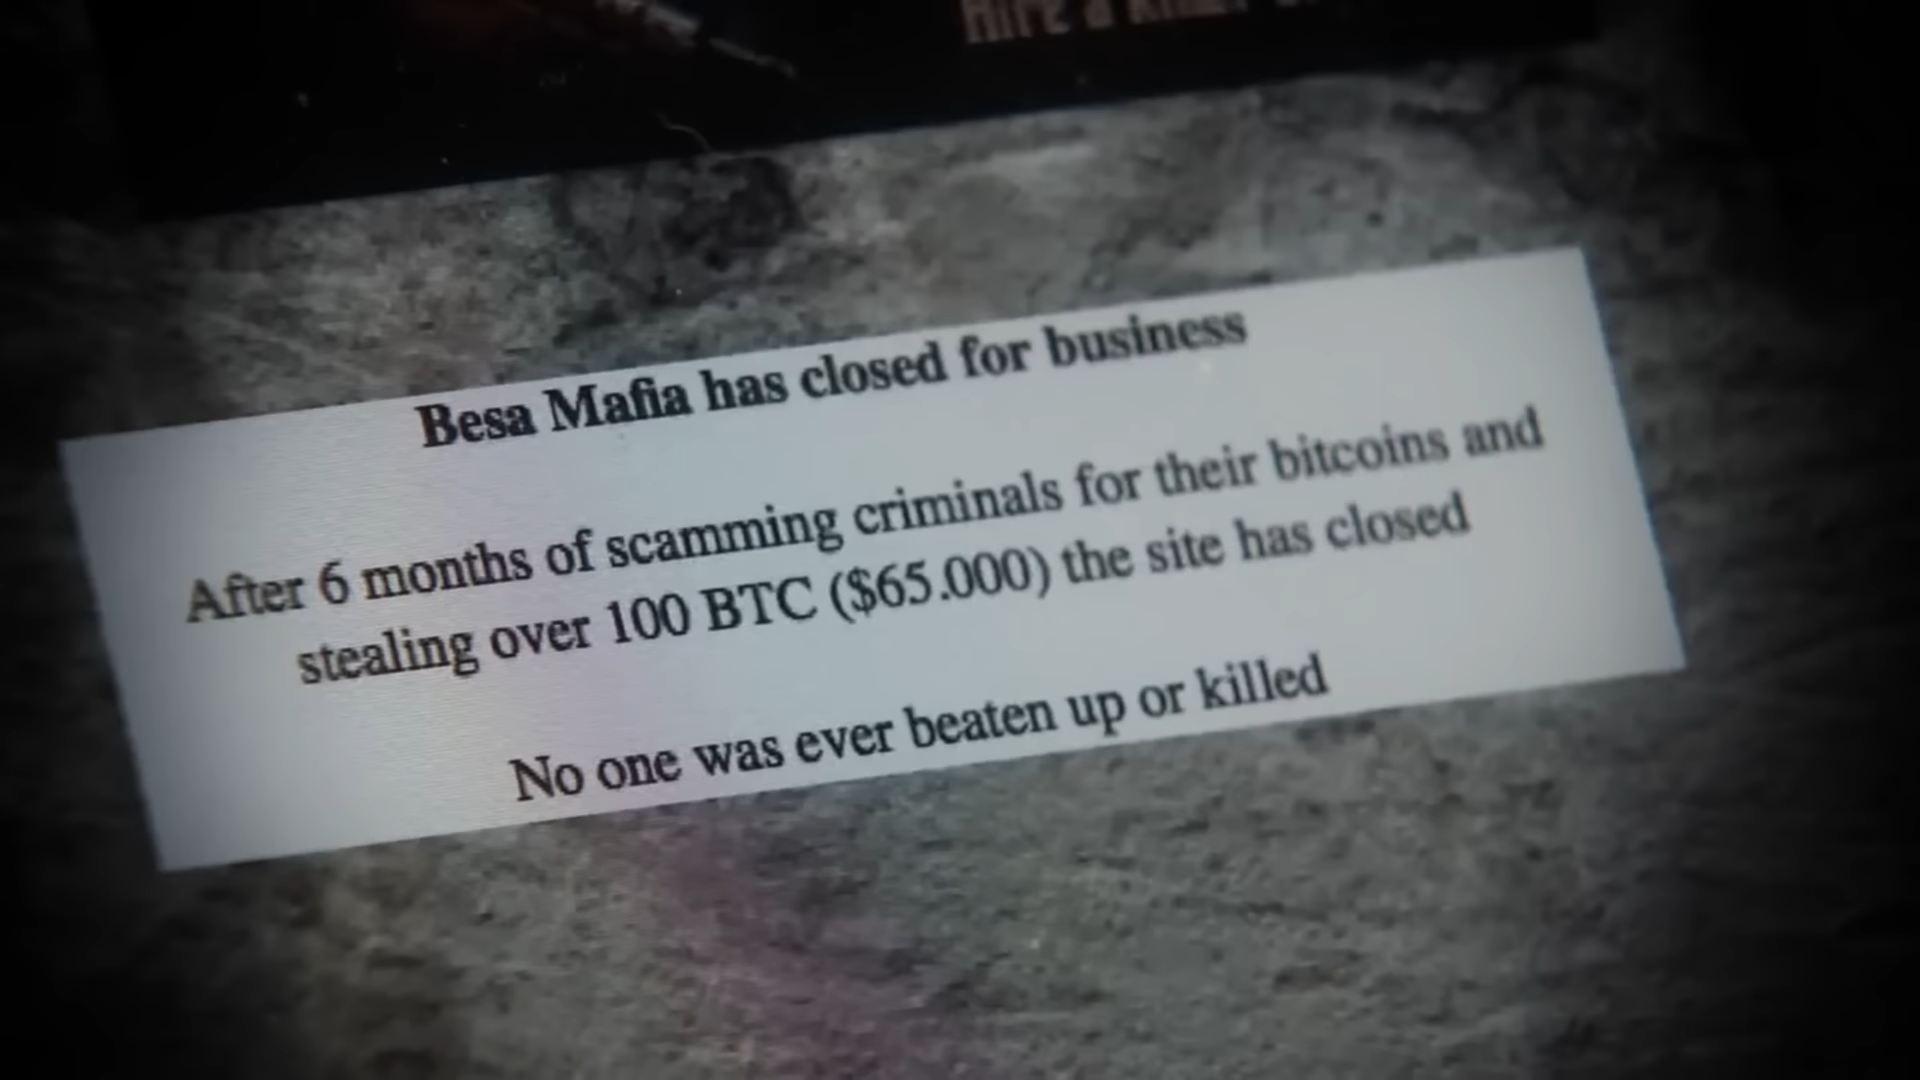 Hire a
Besa Mafia has closed for business
After 6 months of scamming criminals for their bitcoins and
stealing over 100 BTC ($65.000) the site has closed
No one was ever beaten up or killed